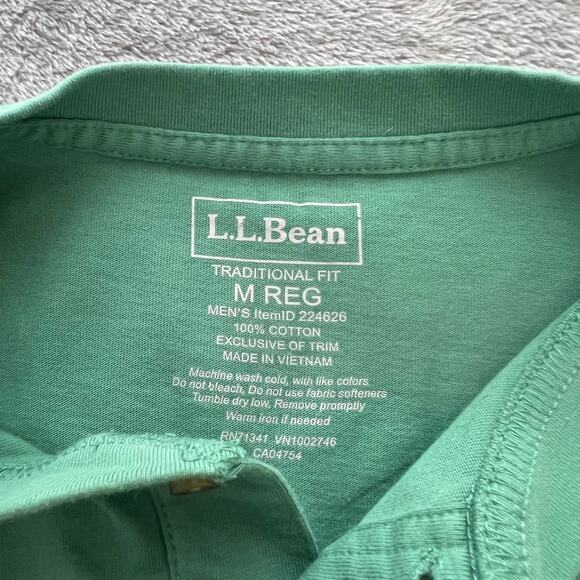 L.L.Bean
TRADITIONAL FIT
M REG
MEN'S ItemID 224626
100% COTTON
EXCLUSIVE OF TRIM
MADE IN VIETNAM
Machine wash cold, with like colors
Do not bleach, Do not use fabric softeners
Tumble dry low, Remove promptly
Warm iron if needed
RN71341 VN1002746
CA04754